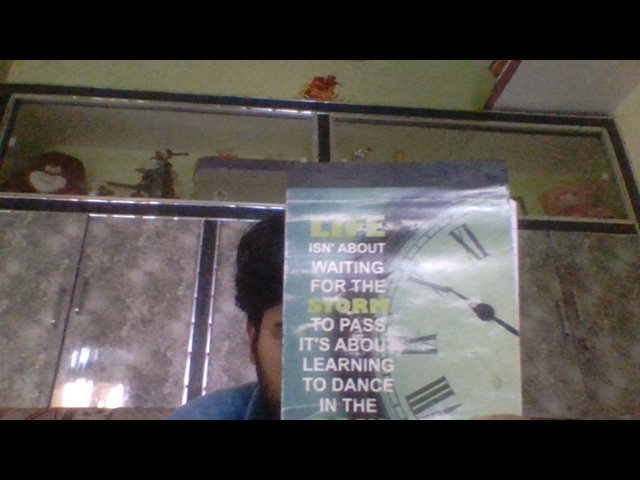 LIFE
ISN' ABOUT
WAITING
FOR THE
STORM
TO PASS
IT'S ABOUT
LEARNING
TO DANCE
IN THE